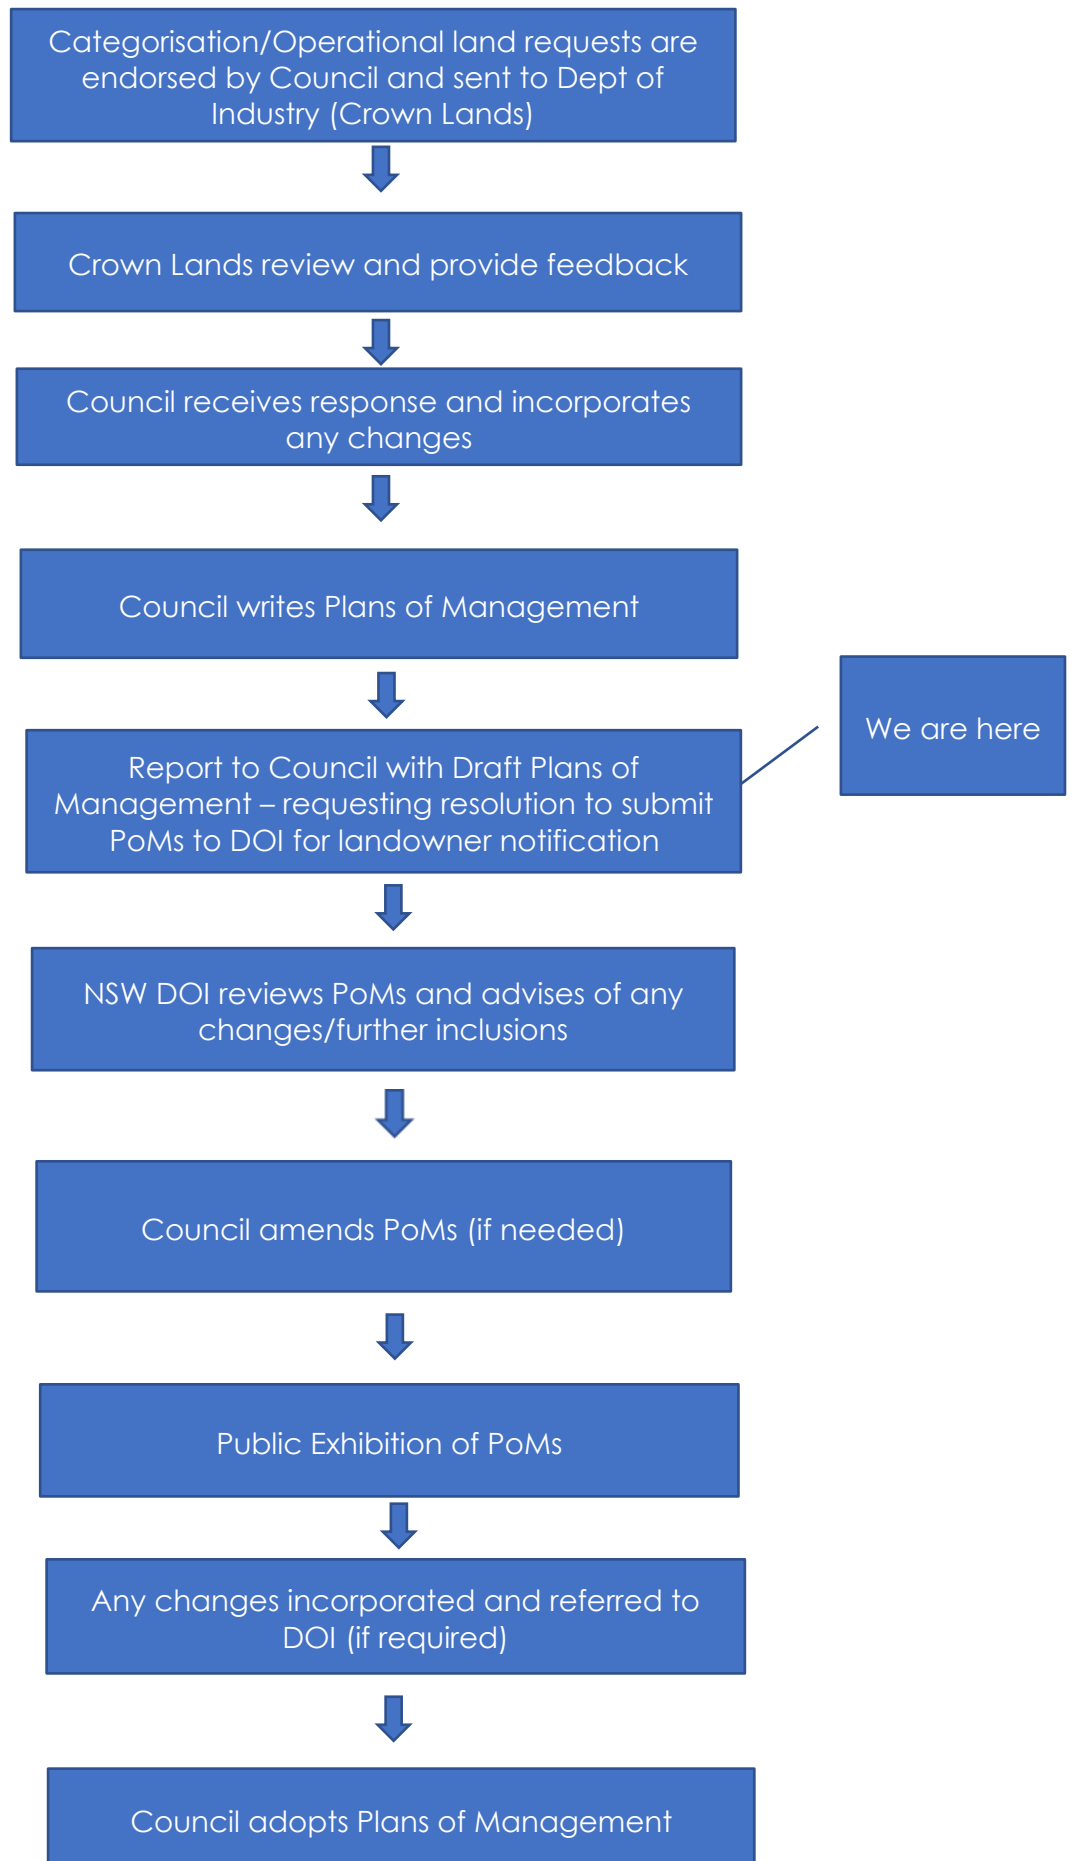 Categorisation/Operational land requests are
endorsed by Council and sent to Dept of
Industry (Crown Lands)
Crown Lands review and provide feedback
Council receives response and incorporates
any changes
Council writes Plans of Management
We are here
Report to Council with Draft Plans of
Management – requesting resolution to submit
PoMs to DOI for landowner notification
NSW DOI reviews PoMs and advises of any
changes/further inclusions
Council amends PoMs (if needed)
Public Exhibition of PoMs
Any changes incorporated and referred to
DOI (if required)
Council adopts Plans of Management